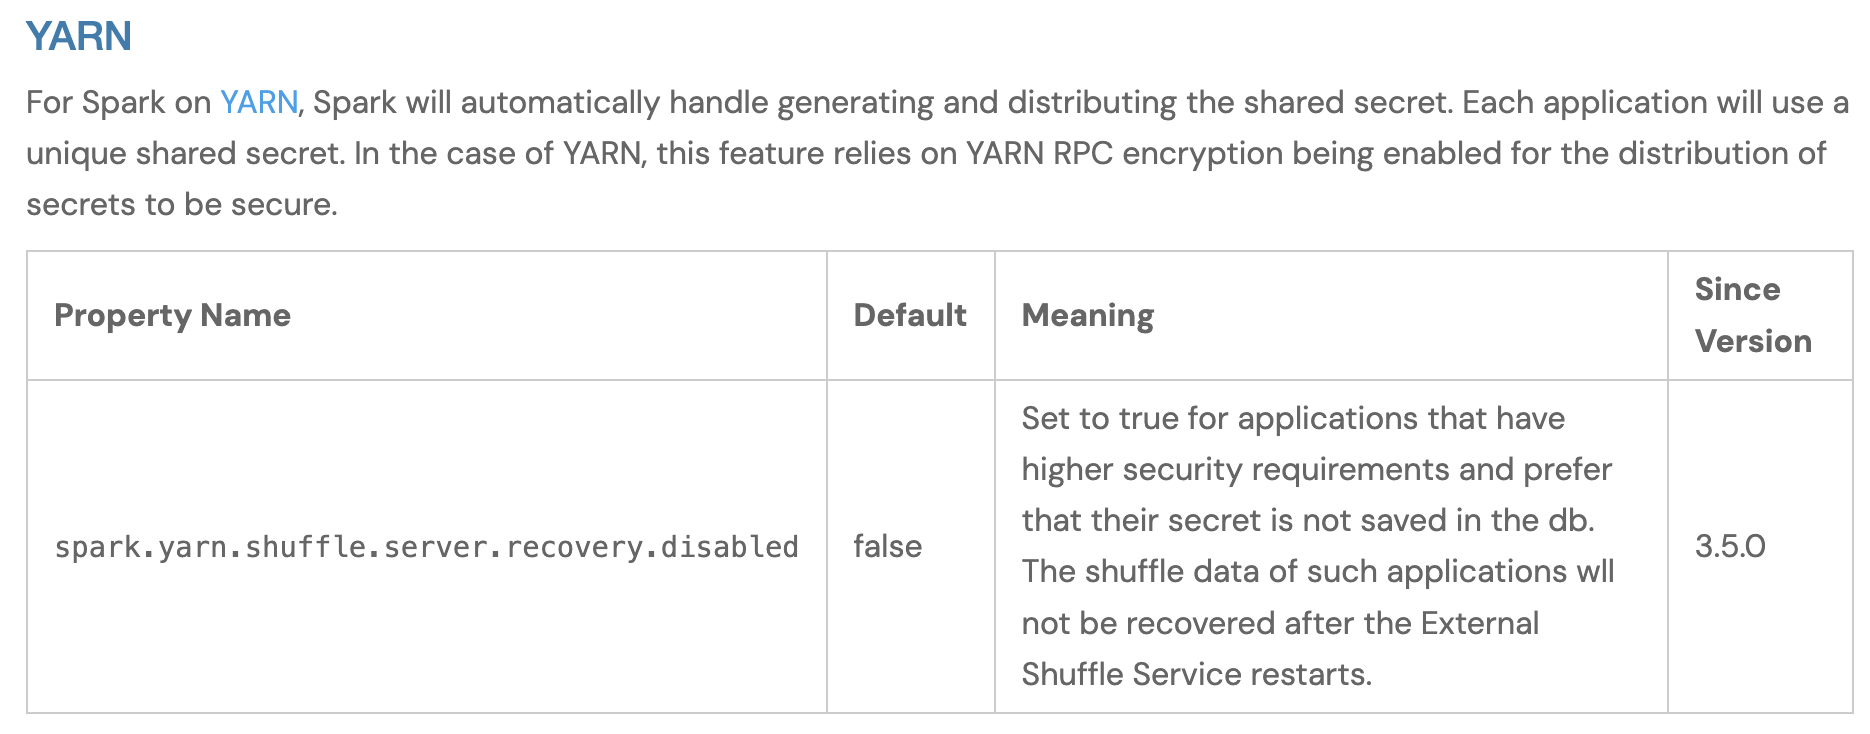 YARN
For Spark on YARN, Spark will automatically handle generating and distributing the shared secret. Each application will use a
unique shared secret. In the case of YARN, this feature relies on YARN RPC encryption being enabled for the distribution of
secrets to be secure.
Property Name
Default
Meaning
Since
Version
spark.yarn.shuffle.server.recovery.disabled
false
Set to true for applications that have
higher security requirements and prefer
that their secret is not saved in the db.
The shuffle data of such applications wll
not be recovered after the External
Shuffle Service restarts.
3.5.0